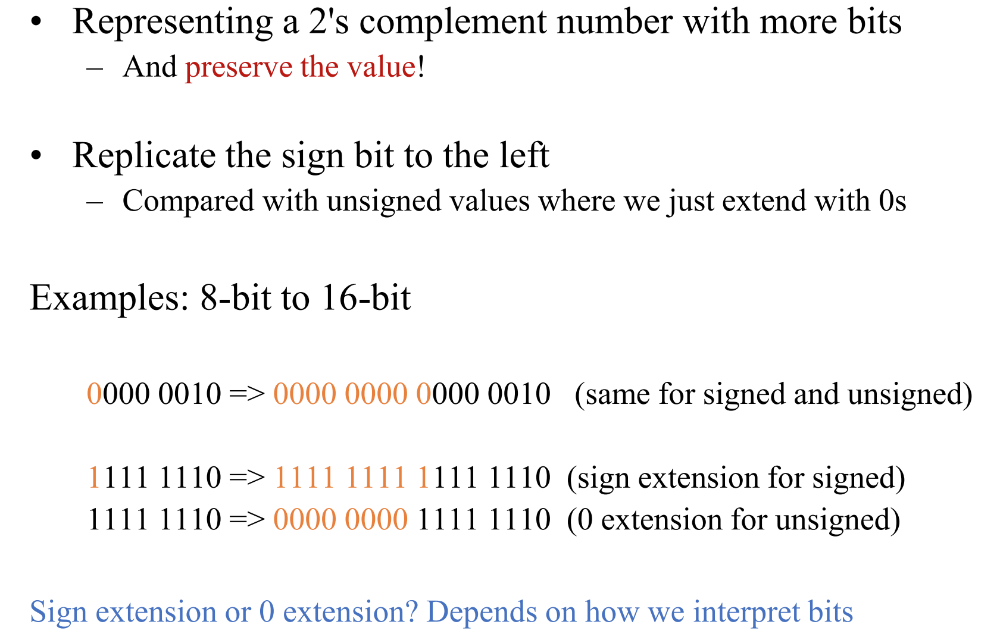 • Representing a 2's complement number with more bits
– And preserve the value!
• Replicate the sign bit to the left
– Compared with unsigned values where we just extend with 0s
Examples: 8-bit to 16-bit
0000 0010 => 0000 0000 0000 0010 (same for signed and unsigned)
1111 1110 => 1111 1111 1111 1110 (sign extension for signed)
1111 1110 => 0000 0000 1111 1110 (0 extension for unsigned)
Sign extension or 0 extension? Depends on how we interpret bits